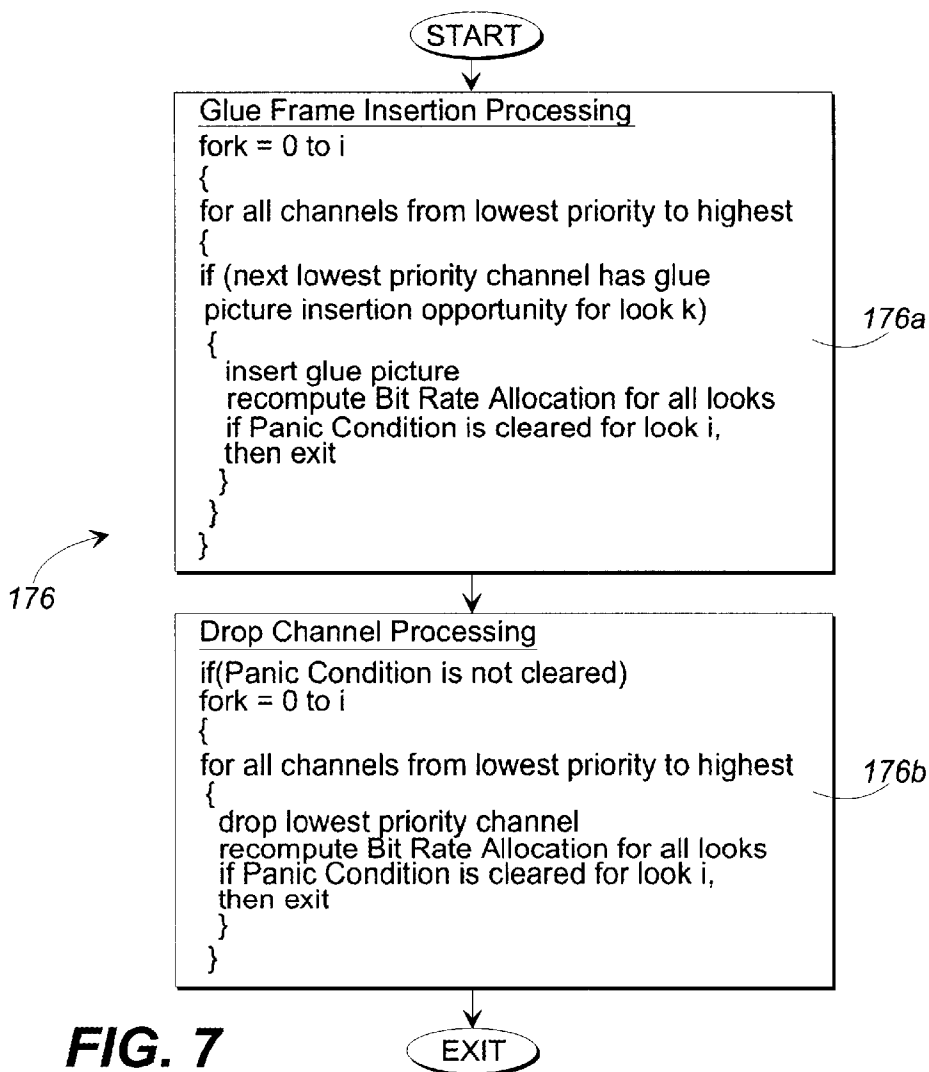 START
Glue Frame Insertion Processing
fork = 0 to i
{
for all channels from lowest priority to highest
{
if (next lowest priority channel has glue
picture insertion opportunity for look k)
{
insert glue picture
recompute Bit Rate Allocation for all looks
if Panic Condition is cleared for look i,
then exit
}
}
}
176a
176
Drop Channel Processing
if(Panic Condition is not cleared)
fork = 0 to i
{
for all channels from lowest priority to highest
{
drop lowest priority channel
recompute Bit Rate Allocation for all looks
if Panic Condition is cleared for look i,
then exit
}
}
176b
EXIT
FIG. 7